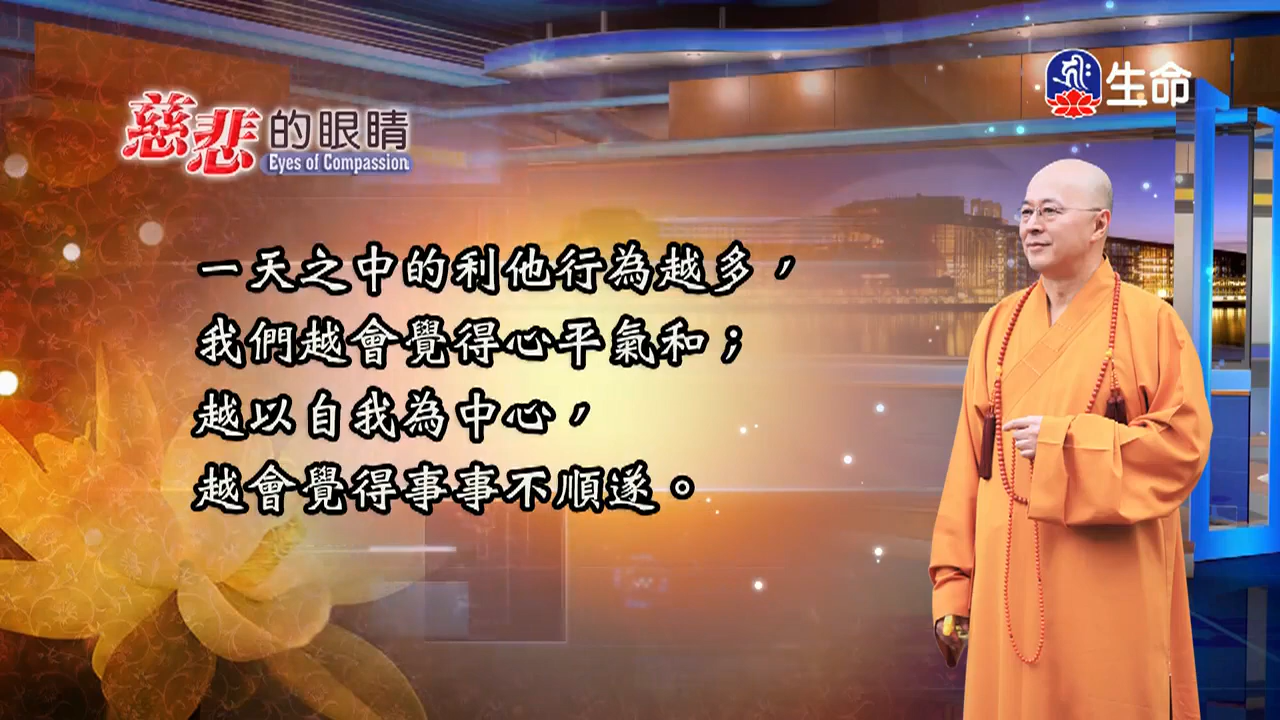 慈悲的眼睛
Eyes of Compassion
生命
一天之中的利他行為越多，
我們越會覺得心平氣和；
越以自我為中心，
越會覺得事事不順遂。